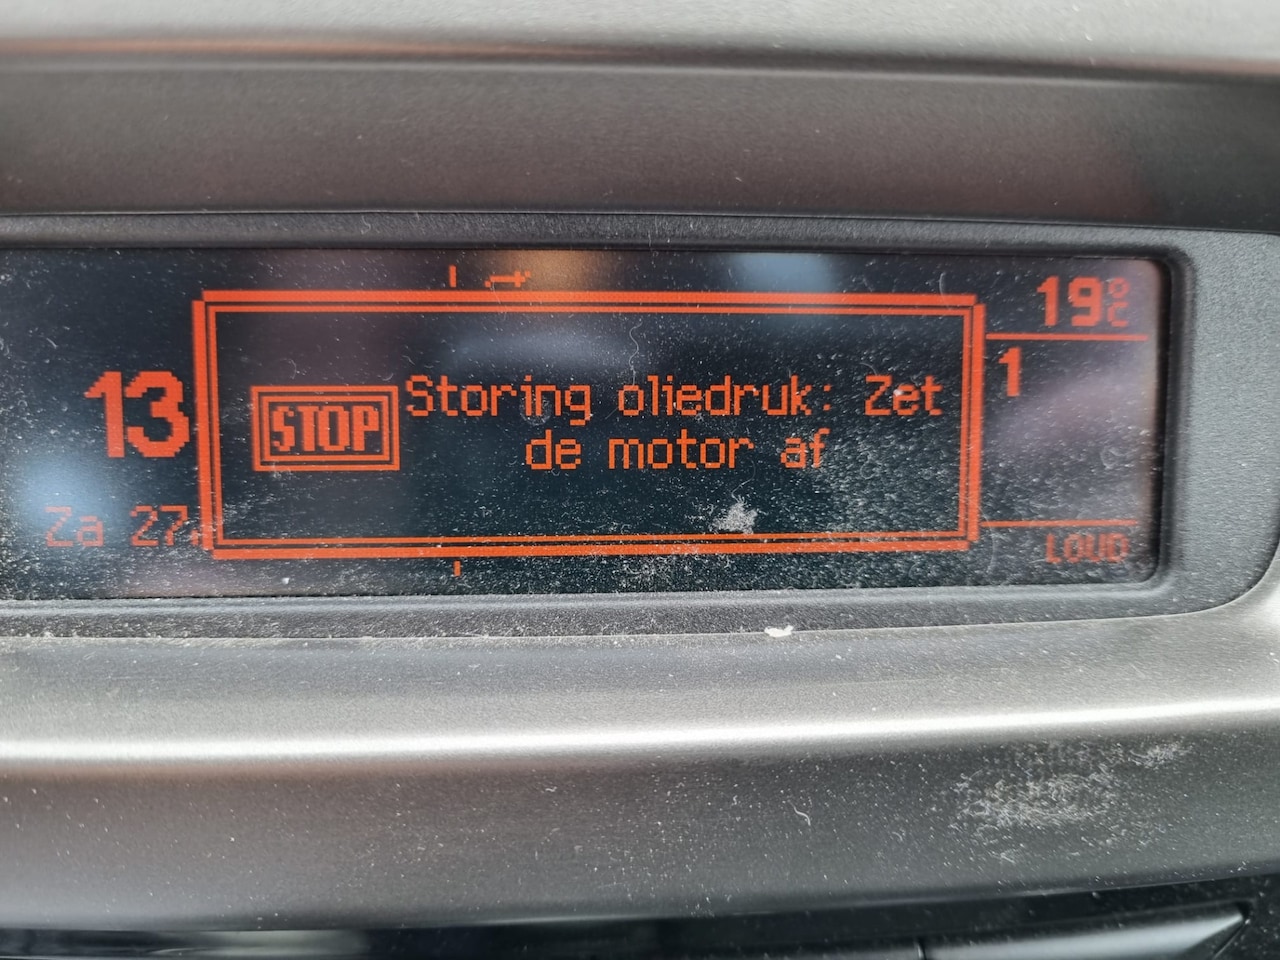 19°C
13
1
STOP
Storing oliedruk: Zet
de motor af
Za 27
LOUD